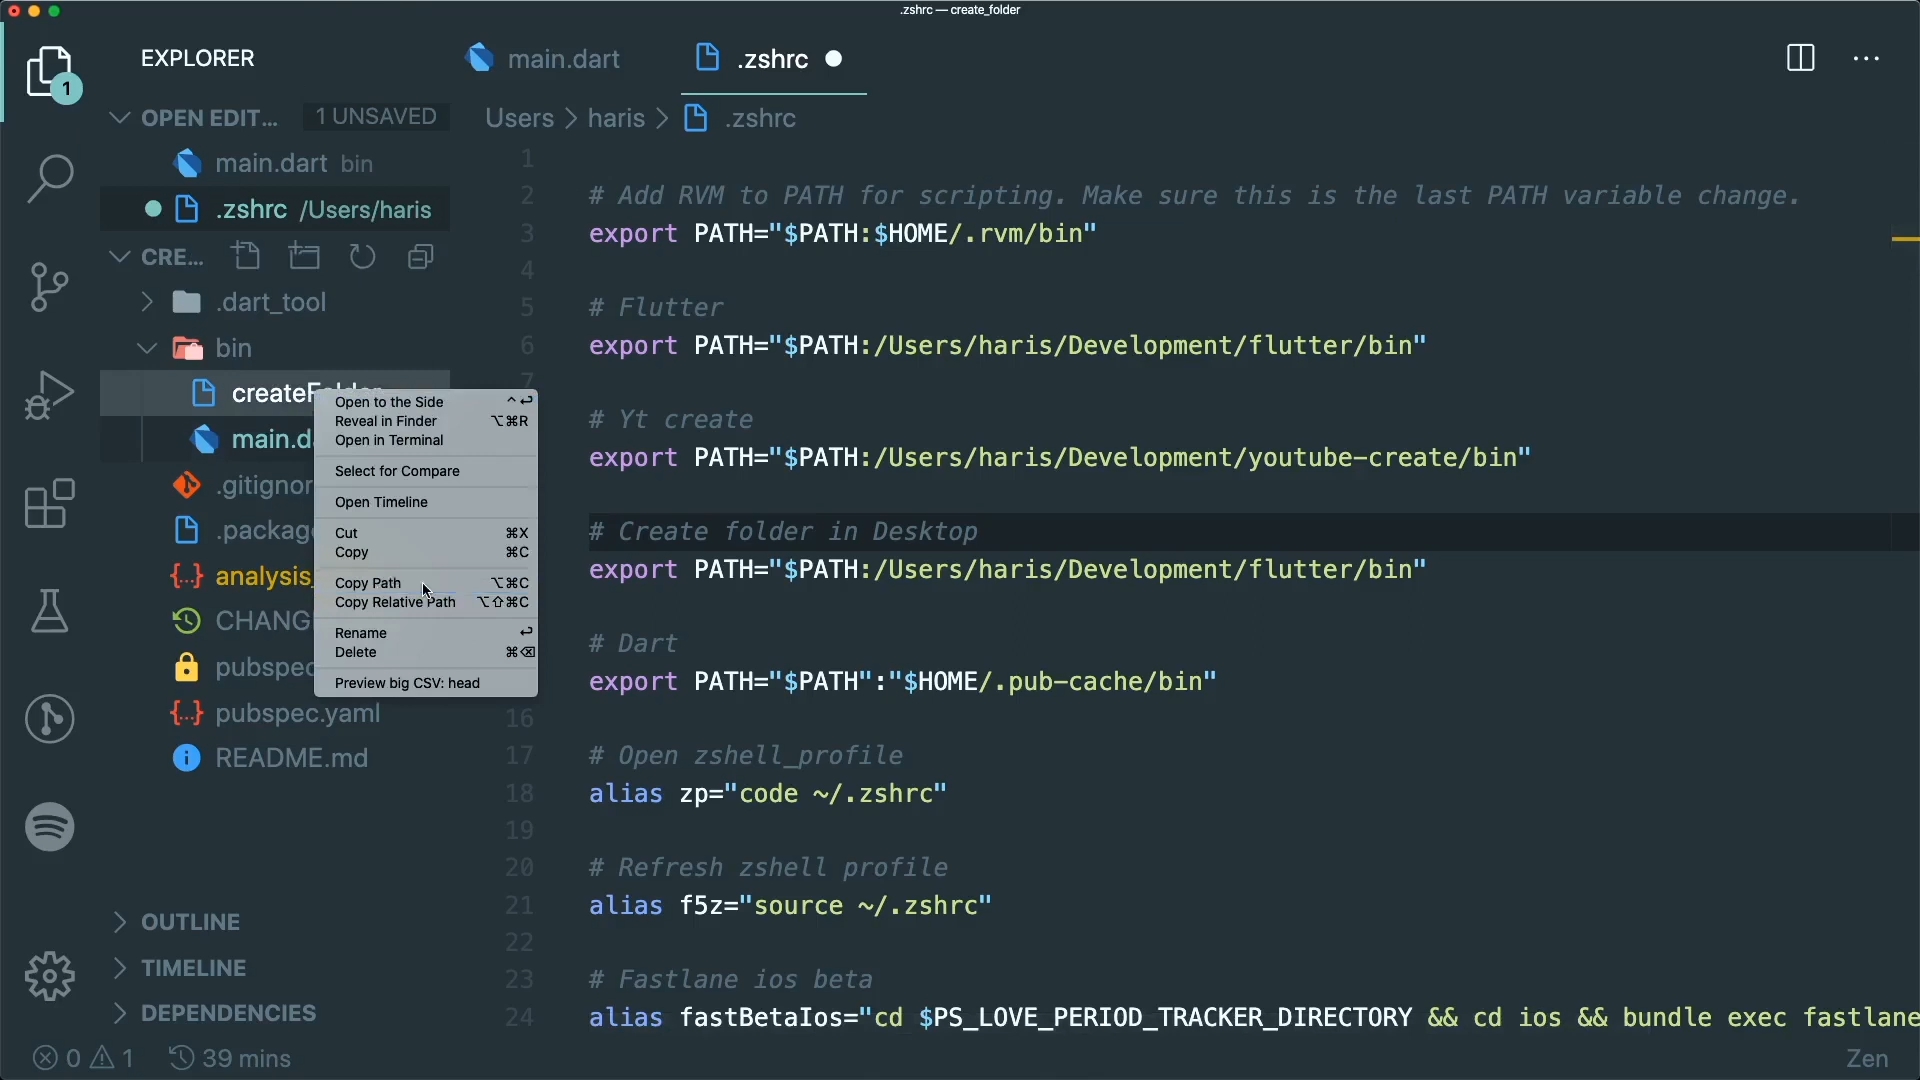 .zshrc — create_folder
EXPLORER
main.dart
.zshrc
1
OPEN EDIT...
1 UNSAVED
Users > haris > .zshrc
main.dart bin
.zshrc /Users/haris
CRE...
.dart_tool
bin
createFolder
main.d
.gitignor
.package
analysis_
CHANG
pubspec
pubspec.yaml
README.md
OUTLINE
TIMELINE
DEPENDENCIES
Open to the Side ^↩
Reveal in Finder ⌥⌘R
Open in Terminal
Select for Compare
Open Timeline
Cut ⌘X
Copy ⌘C
Copy Path ⌥⌘C
Copy Relative Path ⌥⇧⌘C
Rename ↩
Delete ⌘⌫
Preview big CSV: head
1
2 # Add RVM to PATH for scripting. Make sure this is the last PATH variable change.
3 export PATH="$PATH:$HOME/.rvm/bin"
4
5 # Flutter
6 export PATH="$PATH:/Users/haris/Development/flutter/bin"
7
# Yt create
export PATH="$PATH:/Users/haris/Development/youtube-create/bin"
# Create folder in Desktop
export PATH="$PATH:/Users/haris/Development/flutter/bin"
# Dart
export PATH="$PATH":"$HOME/.pub-cache/bin"
16
17 # Open zshell_profile
18 alias zp="code ~/.zshrc"
19
20 # Refresh zshell profile
21 alias f5z="source ~/.zshrc"
22
23 # Fastlane ios beta
24 alias fastBetaIos="cd $PS_LOVE_PERIOD_TRACKER_DIRECTORY && cd ios && bundle exec fastlane
0 1 39 mins
Zen